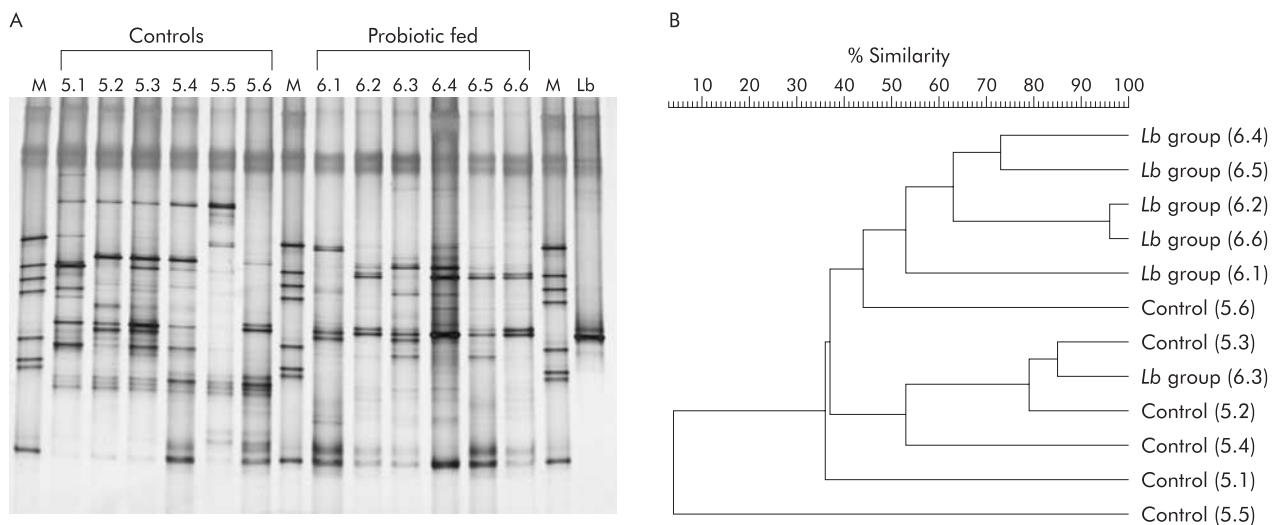 A
Controls
Probiotic fed
M 5.1 5.2 5.3 5.4 5.5 5.6 M 6.1 6.2 6.3 6.4 6.5 6.6 M Lb
B
% Similarity
10 20 30 40 50 60 70 80 90 100
Lb group (6.4)
Lb group (6.5)
Lb group (6.2)
Lb group (6.6)
Lb group (6.1)
Control (5.6)
Control (5.3)
Lb group (6.3)
Control (5.2)
Control (5.4)
Control (5.1)
Control (5.5)